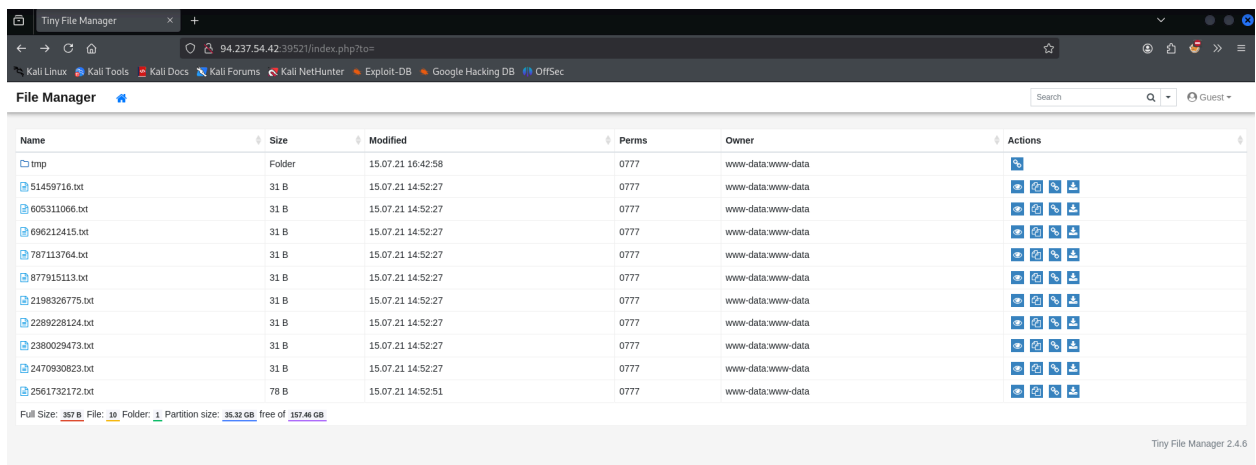 Tiny File Manager
94.237.54.42:39521/index.php?to=
Kali Linux Kali Tools Kali Docs Kali Forums Kali NetHunter Exploit-DB Google Hacking DB OffSec
File Manager Search Guest
Name Size Modified Perms Owner Actions
tmp Folder 15.07.21 16:42:58 0777 www-data:www-data
51459716.txt 31 B 15.07.21 14:52:27 0777 www-data:www-data
605311066.txt 31 B 15.07.21 14:52:27 0777 www-data:www-data
696212415.txt 31 B 15.07.21 14:52:27 0777 www-data:www-data
787113764.txt 31 B 15.07.21 14:52:27 0777 www-data:www-data
877915113.txt 31 B 15.07.21 14:52:27 0777 www-data:www-data
2198326775.txt 31 B 15.07.21 14:52:27 0777 www-data:www-data
2289228124.txt 31 B 15.07.21 14:52:27 0777 www-data:www-data
2380029473.txt 31 B 15.07.21 14:52:27 0777 www-data:www-data
2470930823.txt 31 B 15.07.21 14:52:27 0777 www-data:www-data
2561732172.txt 78 B 15.07.21 14:52:51 0777 www-data:www-data
Full Size: 357 B File: 10 Folder: 1 Partition size: 35.32 GB free of 157.46 GB
Tiny File Manager 2.4.6